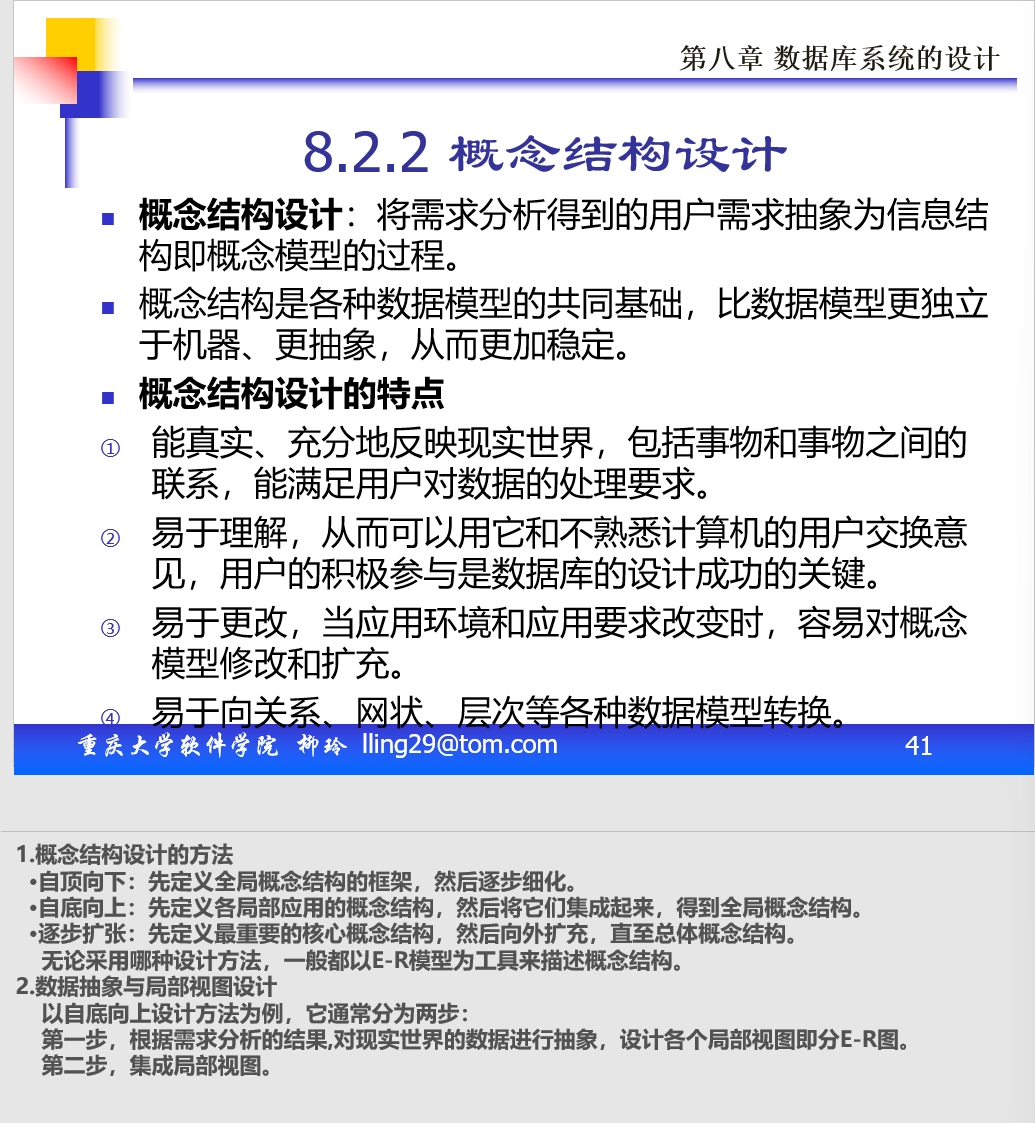 第八章 数据库系统的设计
8.2.2 概念结构设计
■ 概念结构设计：将需求分析得到的用户需求抽象为信息结
构即概念模型的过程。
■ 概念结构是各种数据模型的共同基础，比数据模型更独立
于机器、更抽象，从而更加稳定。
■ 概念结构设计的特点
① 能真实、充分地反映现实世界，包括事物和事物之间的
联系，能满足用户对数据的处理要求。
② 易于理解，从而可以用它和不熟悉计算机的用户交换意
见，用户的积极参与是数据库的设计成功的关键。
③ 易于更改，当应用环境和应用要求改变时，容易对概念
模型修改和扩充。
④ 易于向关系、网状、层次等各种数据模型转换。
重庆大学软件学院 柳玲 lling29@tom.com 41
1.概念结构设计的方法
•自顶向下：先定义全局概念结构的框架，然后逐步细化。
•自底向上：先定义各局部应用的概念结构，然后将它们集成起来，得到全局概念结构。
•逐步扩张：先定义最重要的核心概念结构，然后向外扩充，直至总体概念结构。
无论采用哪种设计方法，一般都以E-R模型为工具来描述概念结构。
2.数据抽象与局部视图设计
以自底向上设计方法为例，它通常分为两步：
第一步，根据需求分析的结果,对现实世界的数据进行抽象，设计各个局部视图即分E-R图。
第二步，集成局部视图。